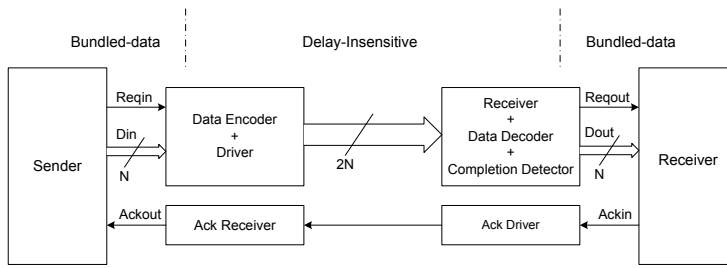 Bundled-data
Delay-Insensitive
Bundled-data
Sender
Reqin
Din
N
Data Encoder
+
Driver
2N
Receiver
+
Data Decoder
+
Completion Detector
Reqout
Dout
N
Receiver
Ackout
Ack Receiver
Ack Driver
Ackin